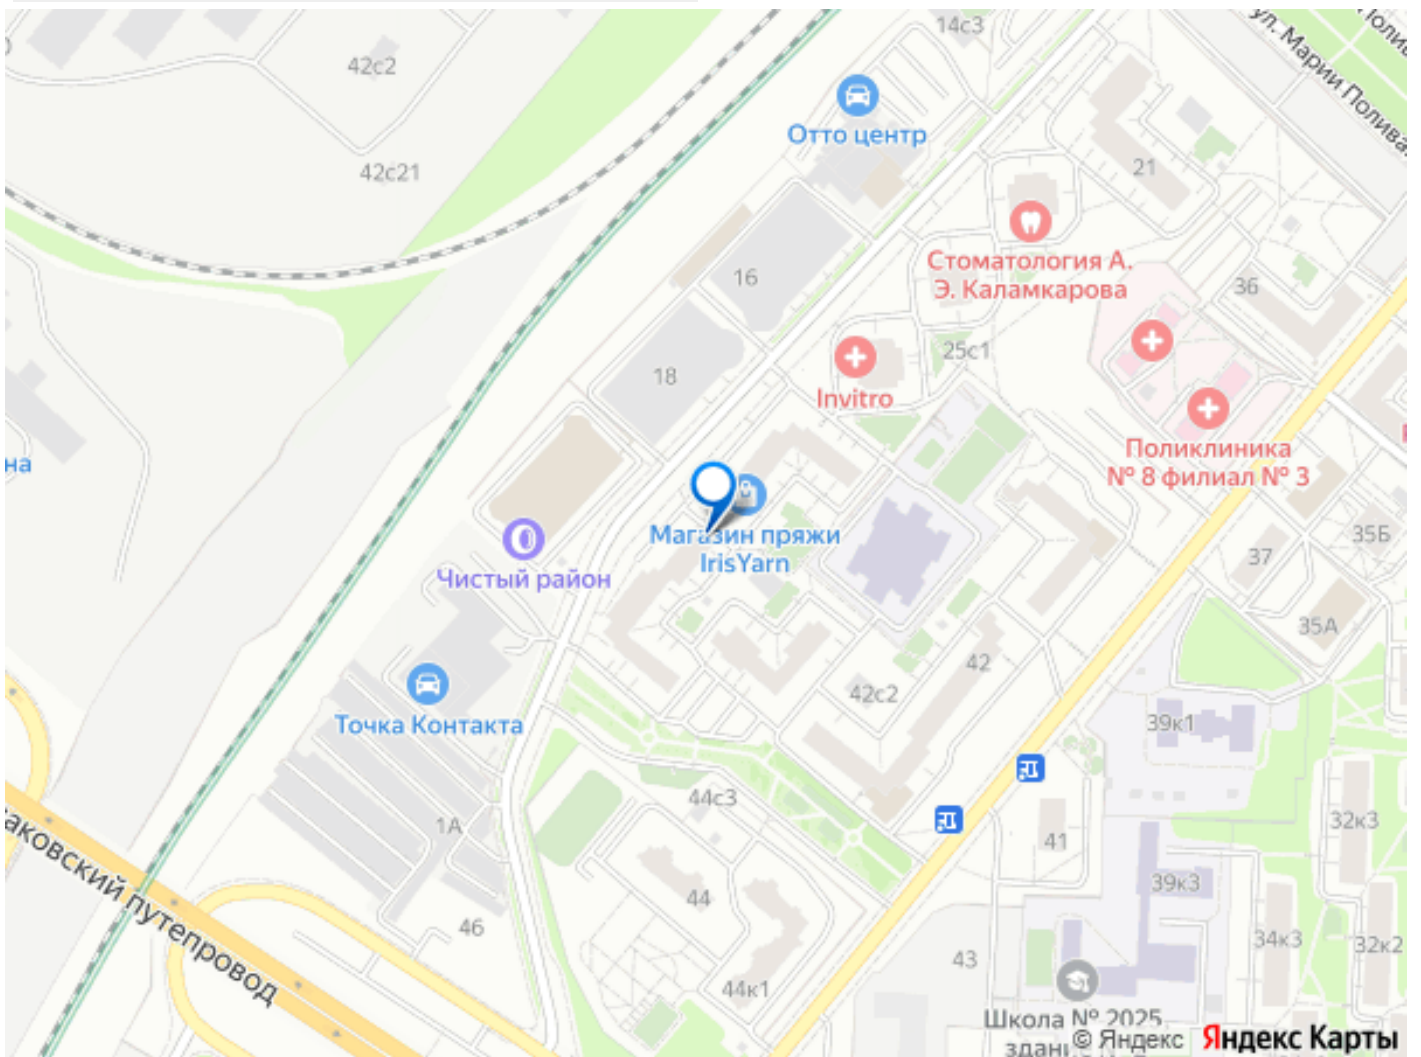 14с3
42с2
Отто центр
ул. Марии Полива
42с21
21
Стоматология А.
Э. Каламкарова
16
36
25с1
18
Invitro
Поликлиника
№ 8 филиал № 3
на
Магазин пряжи
IrisYarn
35Б
37
Чистый район
35А
42
42с2
Точка Контакта
39к1
44с3
1А
41
32к3
39к3
44
46
34к3
32к2
43
аковский путепровод
44к1
Школа № 2025
здани
© Яндекс
Яндекс Карты